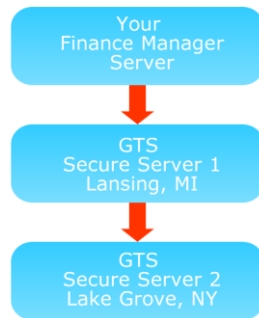 Your
Finance Manager
Server
GTS
Secure Server 1
Lansing, MI
GTS
Secure Server 2
Lake Grove, NY